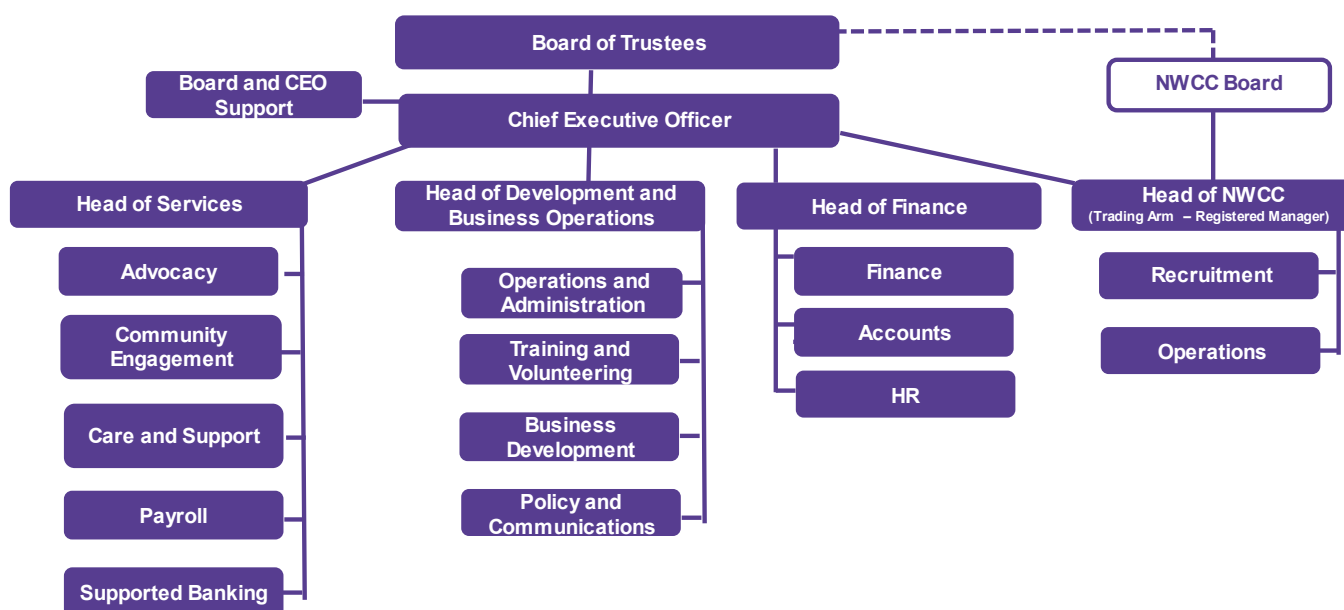 Board of Trustees
Board and CEO
Support
NWCC Board
Chief Executive Officer
Head of Services
Head of Development and
Business Operations
Head of Finance
Head of NWCC
(Trading Arm – Registered Manager)
Advocacy
Community
Engagement
Care and Support
Payroll
Supported Banking
Operations and
Administration
Training and
Volunteering
Business
Development
Policy and
Communications
Finance
Accounts
HR
Recruitment
Operations